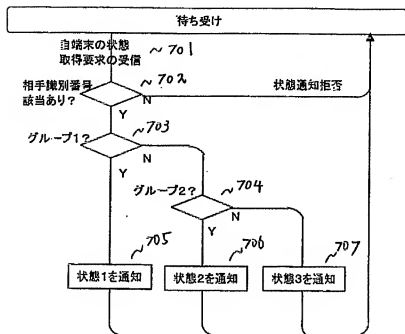 待ち受け
自端末の状態
取得要求の受信
701
相手識別番号
該当あり?
702
N
状態通知拒否
Y
グループ1?
703
N
Y
グループ2?
704
N
Y
705
706
707
状態1を通知
状態2を通知
状態3を通知